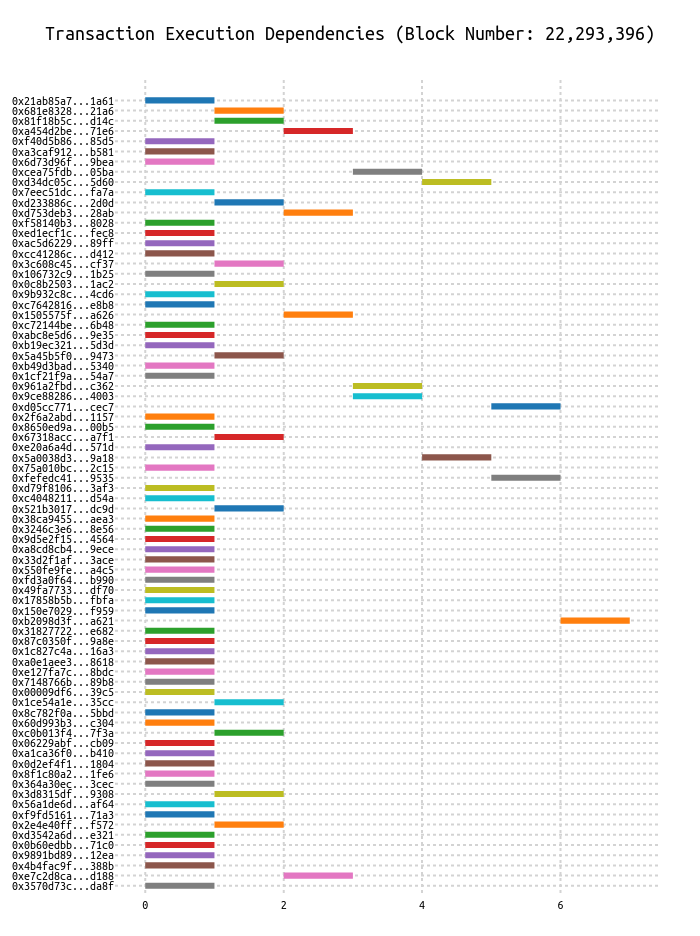 Transaction Execution Dependencies (Block Number: 22,293,396)
0x21ab85a7...1a61
0x681e8328...21a6
0x81f18b5c...d14c
0xa454d2be...71e6
0xf40d5b86...85d5
0xa3caf912...b581
0x6d73d96f...9bea
0xcea75fdb...05ba
0xd34dc05c...5d60
0x7eec51dc...fa7a
0xd233886c...2d0d
0xd753deb3...28ab
0xf58140b3...8028
0xed1ecf1c...fec8
0xac5d6229...89ff
0xcc41286c...d412
0x3c608c45...cf37
0x106732c9...1b25
0x0c8b2503...1ac2
0x9b932c8c...4cd6
0xc7642816...e8b8
0x1505575f...a626
0xc72144be...6b48
0xabc8e5d6...9e35
0xb19ec321...5d3d
0x5a45b5f0...9473
0xb49d3bad...5340
0x1cf21f9a...54a7
0x961a2fbd...c362
0x9ce88286...4003
0xd05cc771...cec7
0x2f6a2abd...1157
0x8650ed9a...00b5
0x67318acc...a7f1
0xe20a6a4d...571d
0x5a0038d3...9a18
0x75a010bc...2c15
0xfefedc41...9535
0xd79f8106...3af3
0xc4048211...d54a
0x521b3017...dc9d
0x38ca9455...aea3
0x3246c3e6...8e56
0x9d5e2f15...4564
0xa8cd8cb4...9ece
0x33d2f1af...3ace
0x550fe9fe...a4c5
0xfd3a0f64...b990
0x49fa7733...df70
0x17858b5b...fbfa
0x150e7029...f959
0xb2098d3f...a621
0x31827722...e682
0x87c0350f...9a8e
0x1c827c4a...16a3
0xa0e1aee3...8618
0xe127fa7c...8bdc
0x7148766b...89b8
0x00009df6...39c5
0x1ce54a1e...35cc
0x8c782f0a...5bbd
0x60d993b3...c304
0xc0b013f4...7f3a
0x06229abf...cb09
0xa1ca36f0...b410
0x0d2ef4f1...1804
0x8f1c80a2...1fe6
0x364a30ec...3cec
0x3d8315df...9308
0x56a1de6d...af64
0xf9fd5161...71a3
0x2e4e40ff...f572
0xd3542a6d...e321
0x0b60edbb...71c0
0x9891bd89...12ea
0x4b4fac9f...388b
0xe7c2d8ca...d188
0x3570d73c...da8f
0 2 4 6